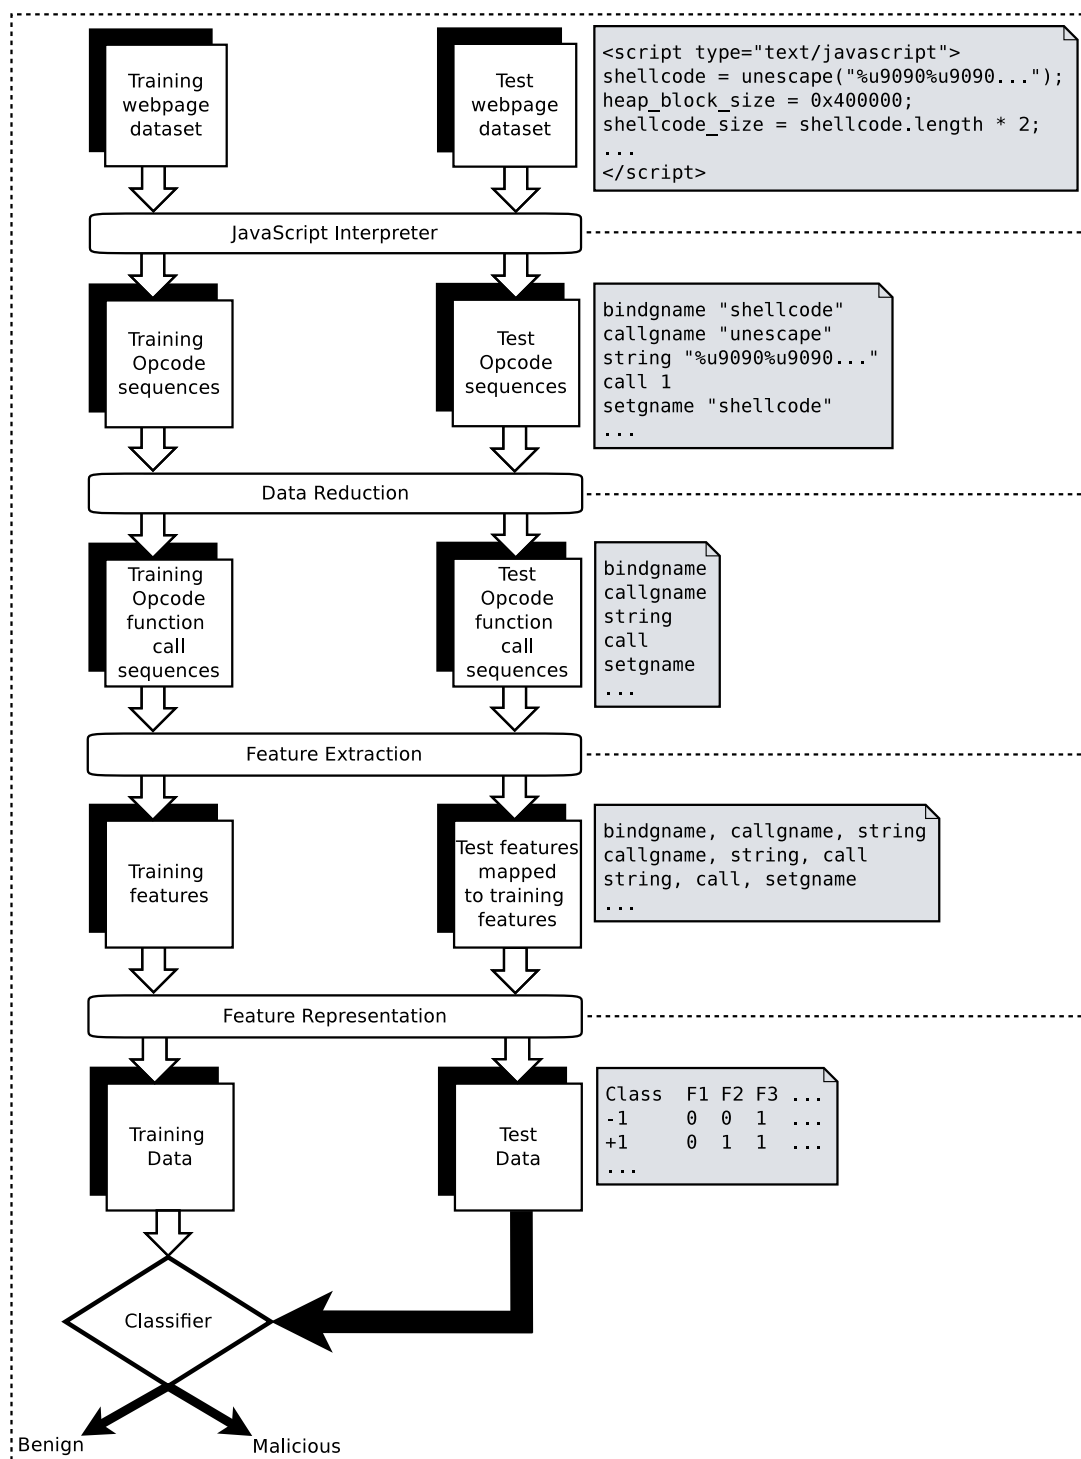 Training
webpage
dataset
Test
webpage
dataset
<script type="text/javascript">
shellcode = unescape("%u9090%u9090...");
heap_block_size = 0x400000;
shellcode_size = shellcode.length * 2;
...
</script>
JavaScript Interpreter
Training
Opcode
sequences
Test
Opcode
sequences
bindgname "shellcode"
callgname "unescape"
string "%u9090%u9090..."
call 1
setgname "shellcode"
...
Data Reduction
Training
Opcode
function
call
sequences
Test
Opcode
function
call
sequences
bindgname
callgname
string
call
setgname
...
Feature Extraction
Training
features
Test features
mapped
to training
features
bindgname, callgname, string
callgname, string, call
string, call, setgname
...
Feature Representation
Training
Data
Test
Data
Class F1 F2 F3 ...
-1 0 0 1 ...
+1 0 1 1 ...
...
Classifier
Benign
Malicious